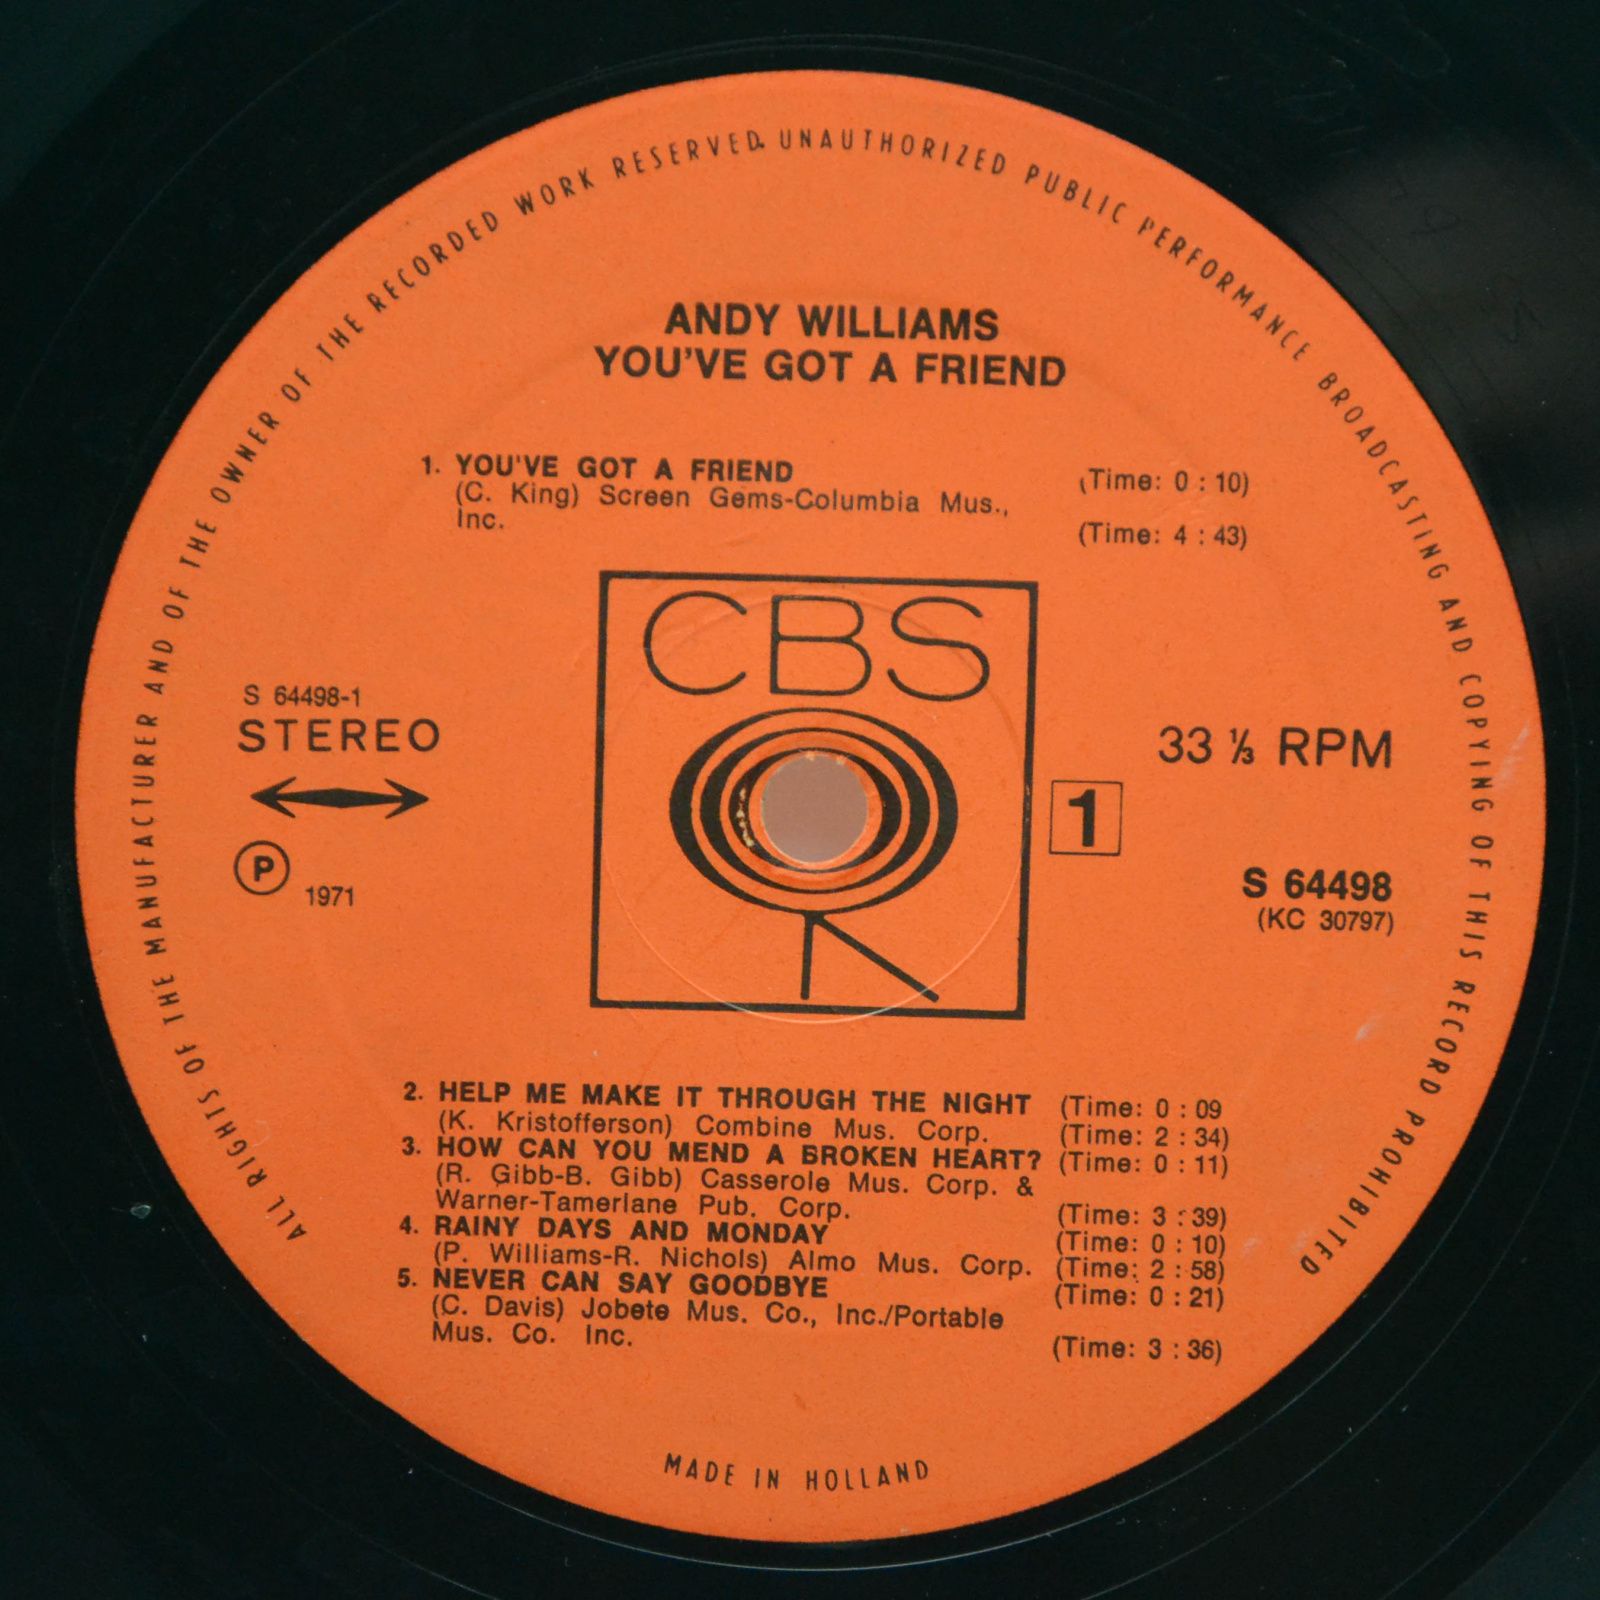 ALL RIGHTS OF THE MANUFACTURER AND OF THE OWNER OF THE RECORDED WORK RESERVED. UNAUTHORIZED PUBLIC PERFORMANCE BROADCASTING AND COPYING OF THIS RECORD PROHIBITED
ANDY WILLIAMS
YOU'VE GOT A FRIEND
1. YOU'VE GOT A FRIEND (Time: 0 : 10)
(C. King) Screen Gems-Columbia Mus.,
Inc. (Time: 4 : 43)
CBS
S 64498-1
STEREO
33 ⅓ RPM
1
P 1971
S 64498
(KC 30797)
2. HELP ME MAKE IT THROUGH THE NIGHT (Time: 0 : 09
(K. Kristofferson) Combine Mus. Corp. (Time: 2 : 34)
3. HOW CAN YOU MEND A BROKEN HEART? (Time: 0 : 11)
(R. Gibb-B. Gibb) Casserole Mus. Corp. &
Warner-Tamerlane Pub. Corp. (Time: 3 : 39)
4. RAINY DAYS AND MONDAY (Time: 0 : 10)
(P. Williams-R. Nichols) Almo Mus. Corp. (Time: 2 : 58)
5. NEVER CAN SAY GOODBYE (Time: 0 : 21)
(C. Davis) Jobete Mus. Co., Inc./Portable
Mus. Co. Inc. (Time: 3 : 36)
MADE IN HOLLAND